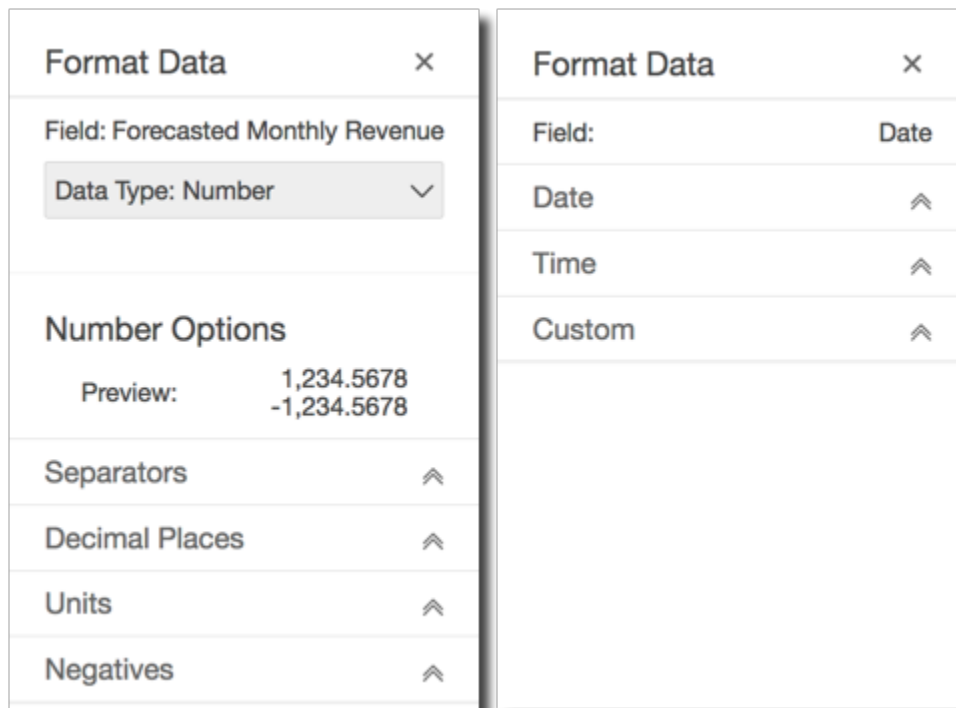 Format Data
Field: Forecasted Monthly Revenue
Data Type: Number
Number Options
Preview: 1,234.5678
-1,234.5678
Separators
Decimal Places
Units
Negatives
Format Data
Field: Date
Date
Time
Custom